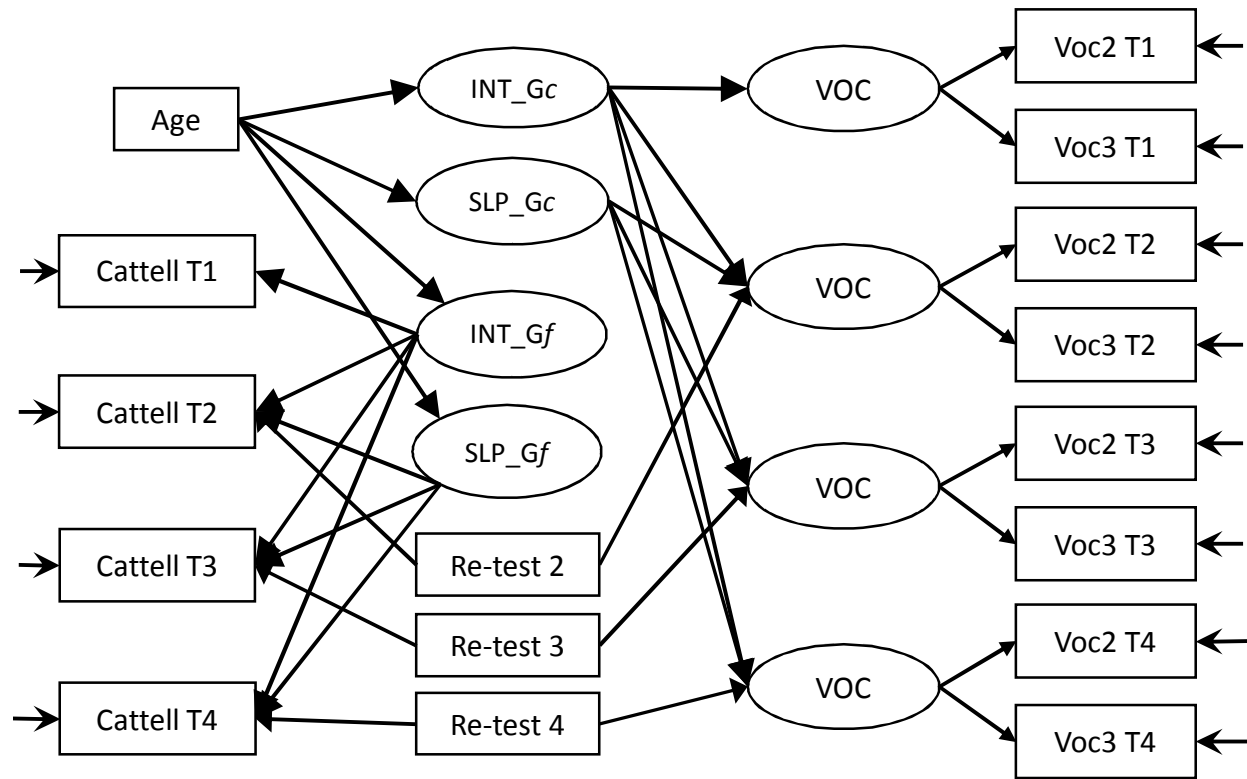 Age
Cattell T1
Cattell T2
Cattell T3
Cattell T4
INT_Gc
SLP_Gc
INT_Gf
SLP_Gf
Re-test 2
Re-test 3
Re-test 4
VOC
VOC
VOC
VOC
Voc2 T1
Voc3 T1
Voc2 T2
Voc3 T2
Voc2 T3
Voc3 T3
Voc2 T4
Voc3 T4